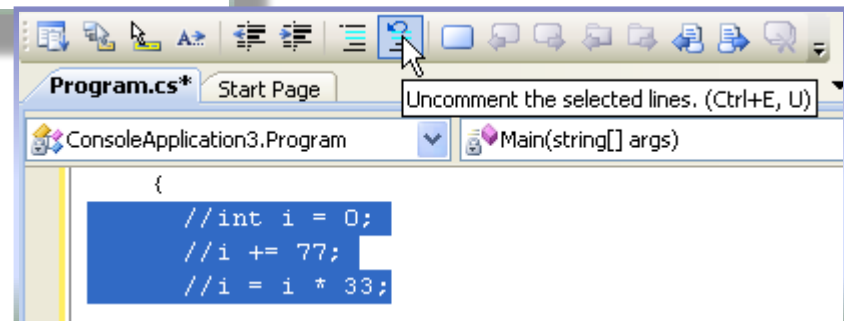 Program.cs* Start Page
Uncomment the selected lines. (Ctrl+E, U)
ConsoleApplication3.Program Main(string[] args)
{
//int i = 0;
//i += 77;
//i = i * 33;